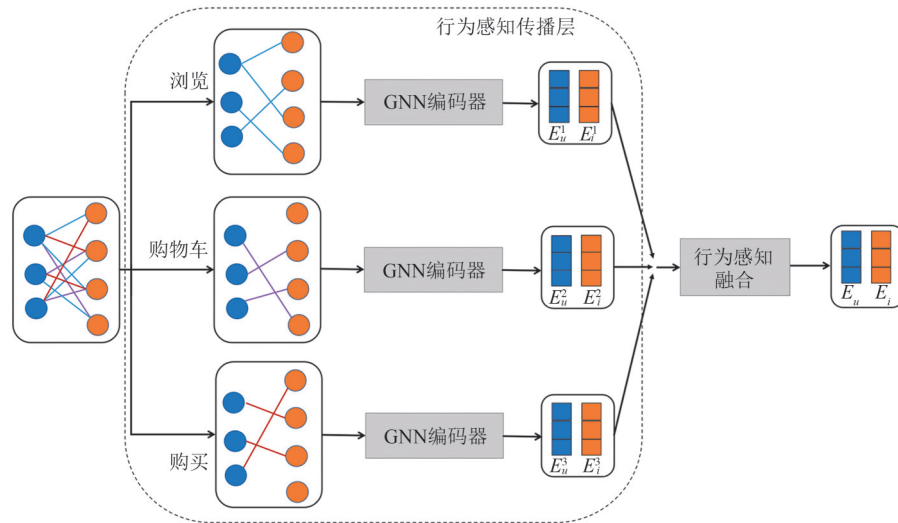 行为感知传播层
浏览
GNN编码器
E_u^1 E_i^1
购物车
GNN编码器
E_u^2 E_i^2
行为感知
融合
E_u E_i
购买
GNN编码器
E_u^3 E_i^3